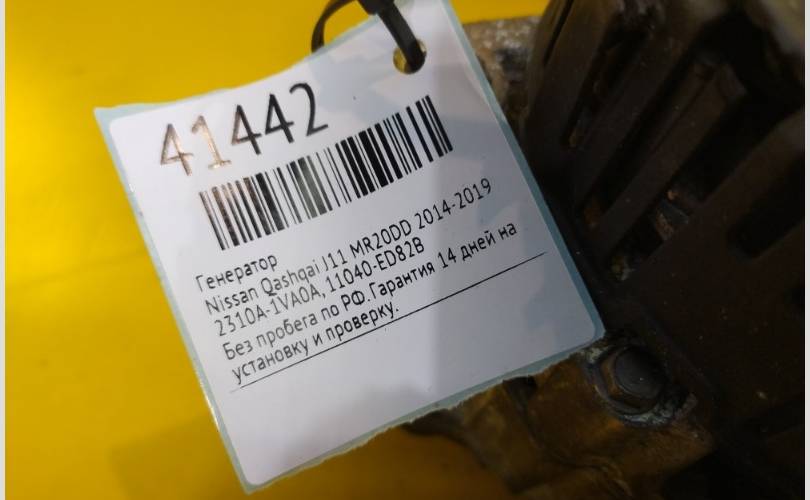 41442
Генератор
Nissan Qashqai J11 MR20DD 2014-2019
2310A-1VA0A, 11040-ED82B
Без пробега по РФ.Гарантия 14 дней на
установку и проверку.